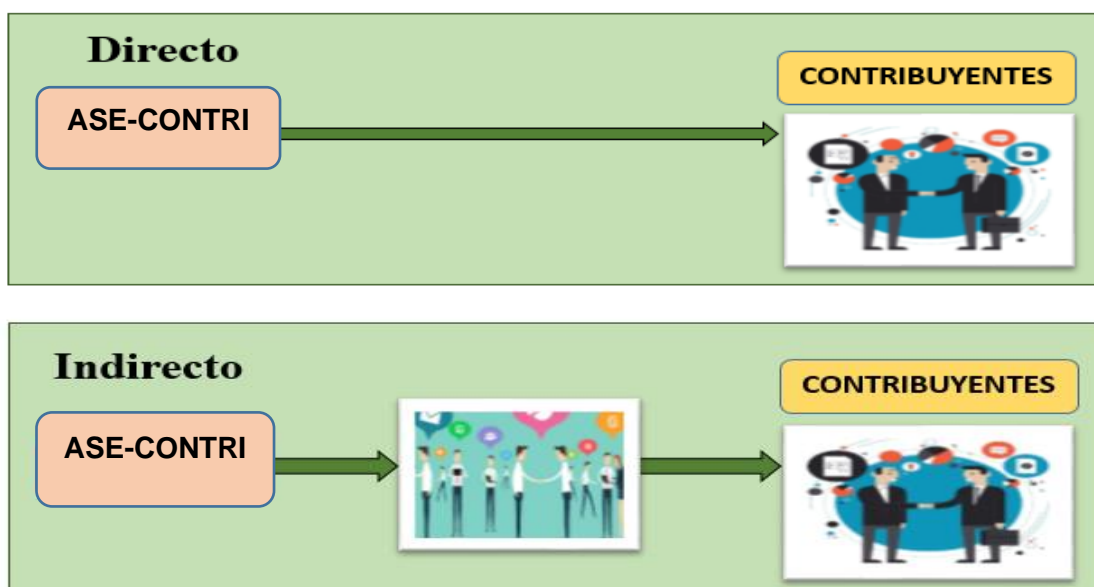 Directo
ASE-CONTRI
CONTRIBUYENTES
Indirecto
ASE-CONTRI
CONTRIBUYENTES